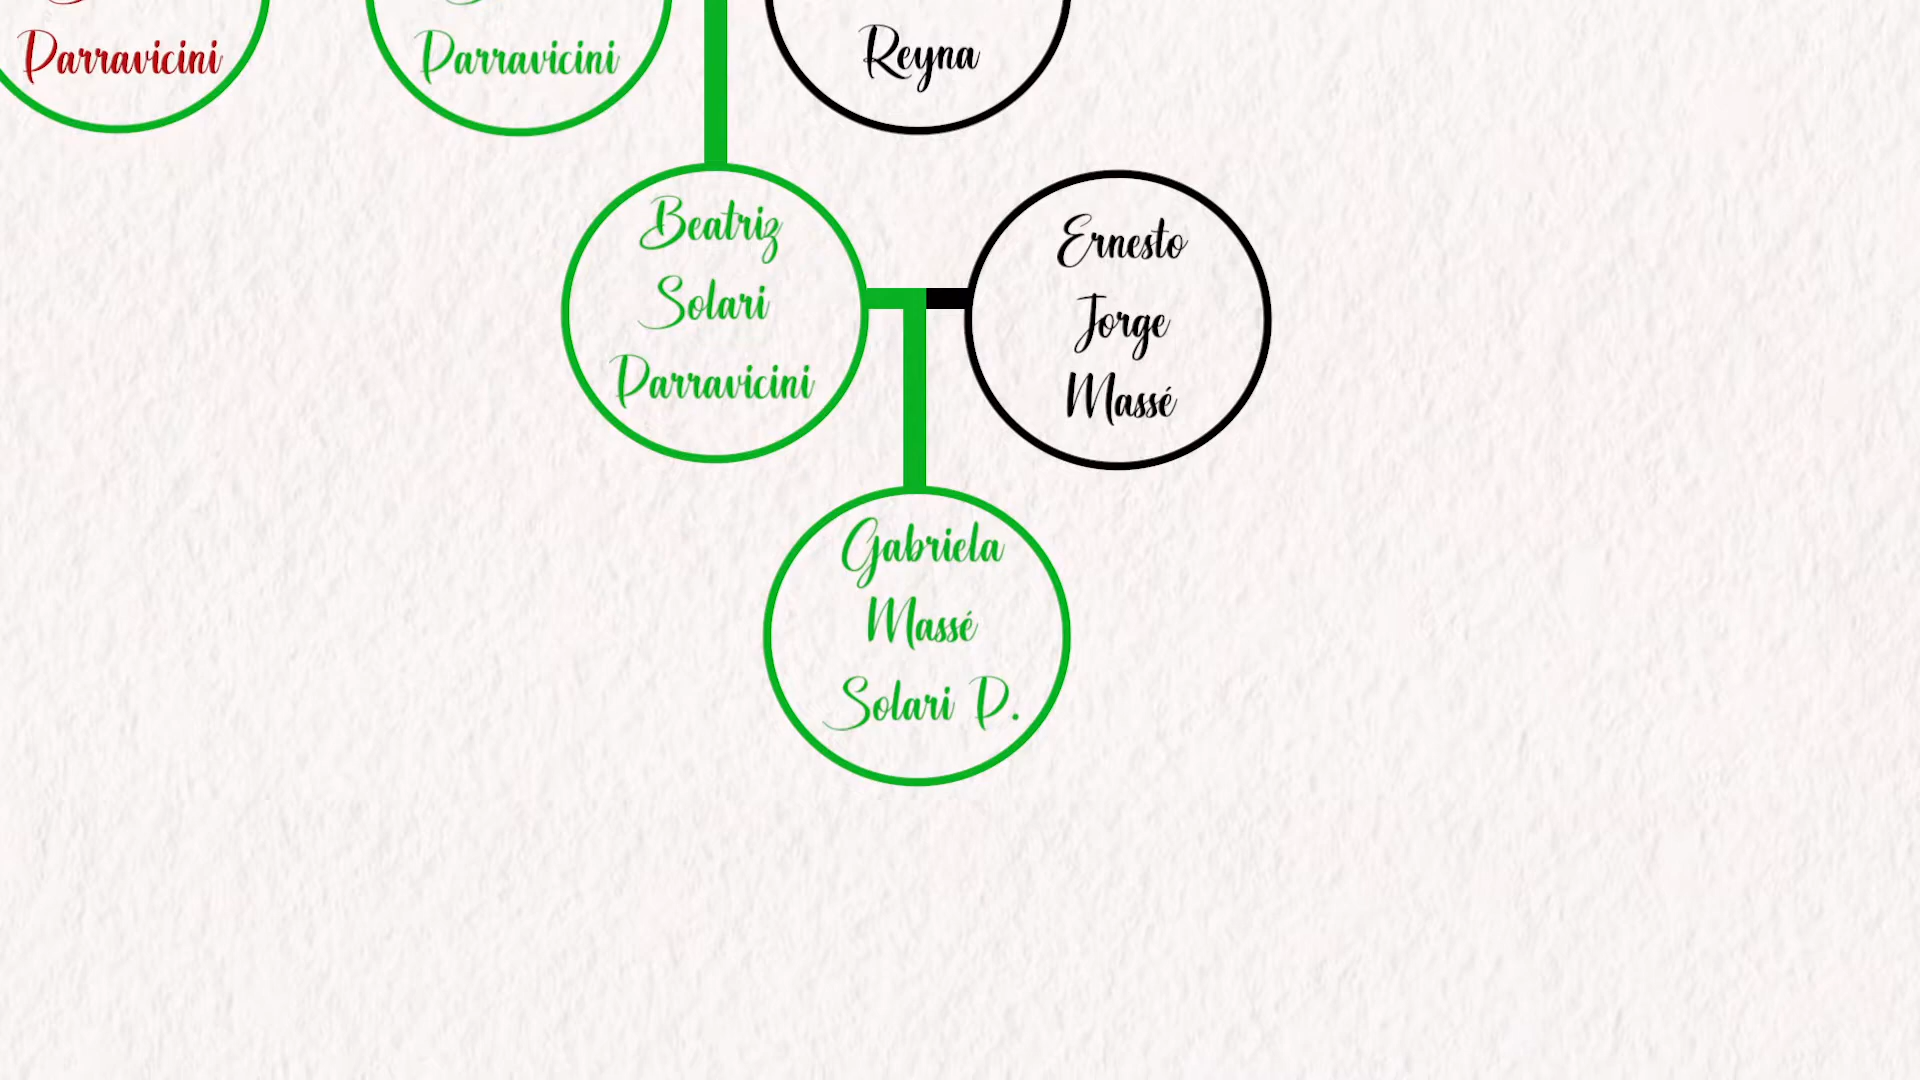 Parravicini
Parravicini
Reyna
Beatriz
Solari
Parravicini
Ernesto
Jorge
Massé
Gabriela
Massé
Solari P.